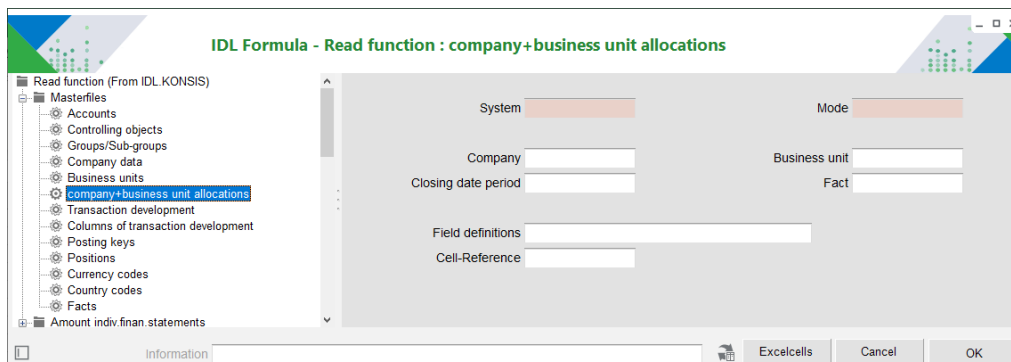 IDL Formula - Read function : company+business unit allocations
Read function (From IDL.KONSIS)
Masterfiles
Accounts
Controlling objects
Groups/Sub-groups
Company data
Business units
company+business unit allocations
Transaction development
Columns of transaction development
Posting keys
Positions
Currency codes
Country codes
Facts
Amount indiv.finan.statements
System Mode
Company Business unit
Closing date period Fact
Field definitions
Cell-Reference
Information Excelcells Cancel OK